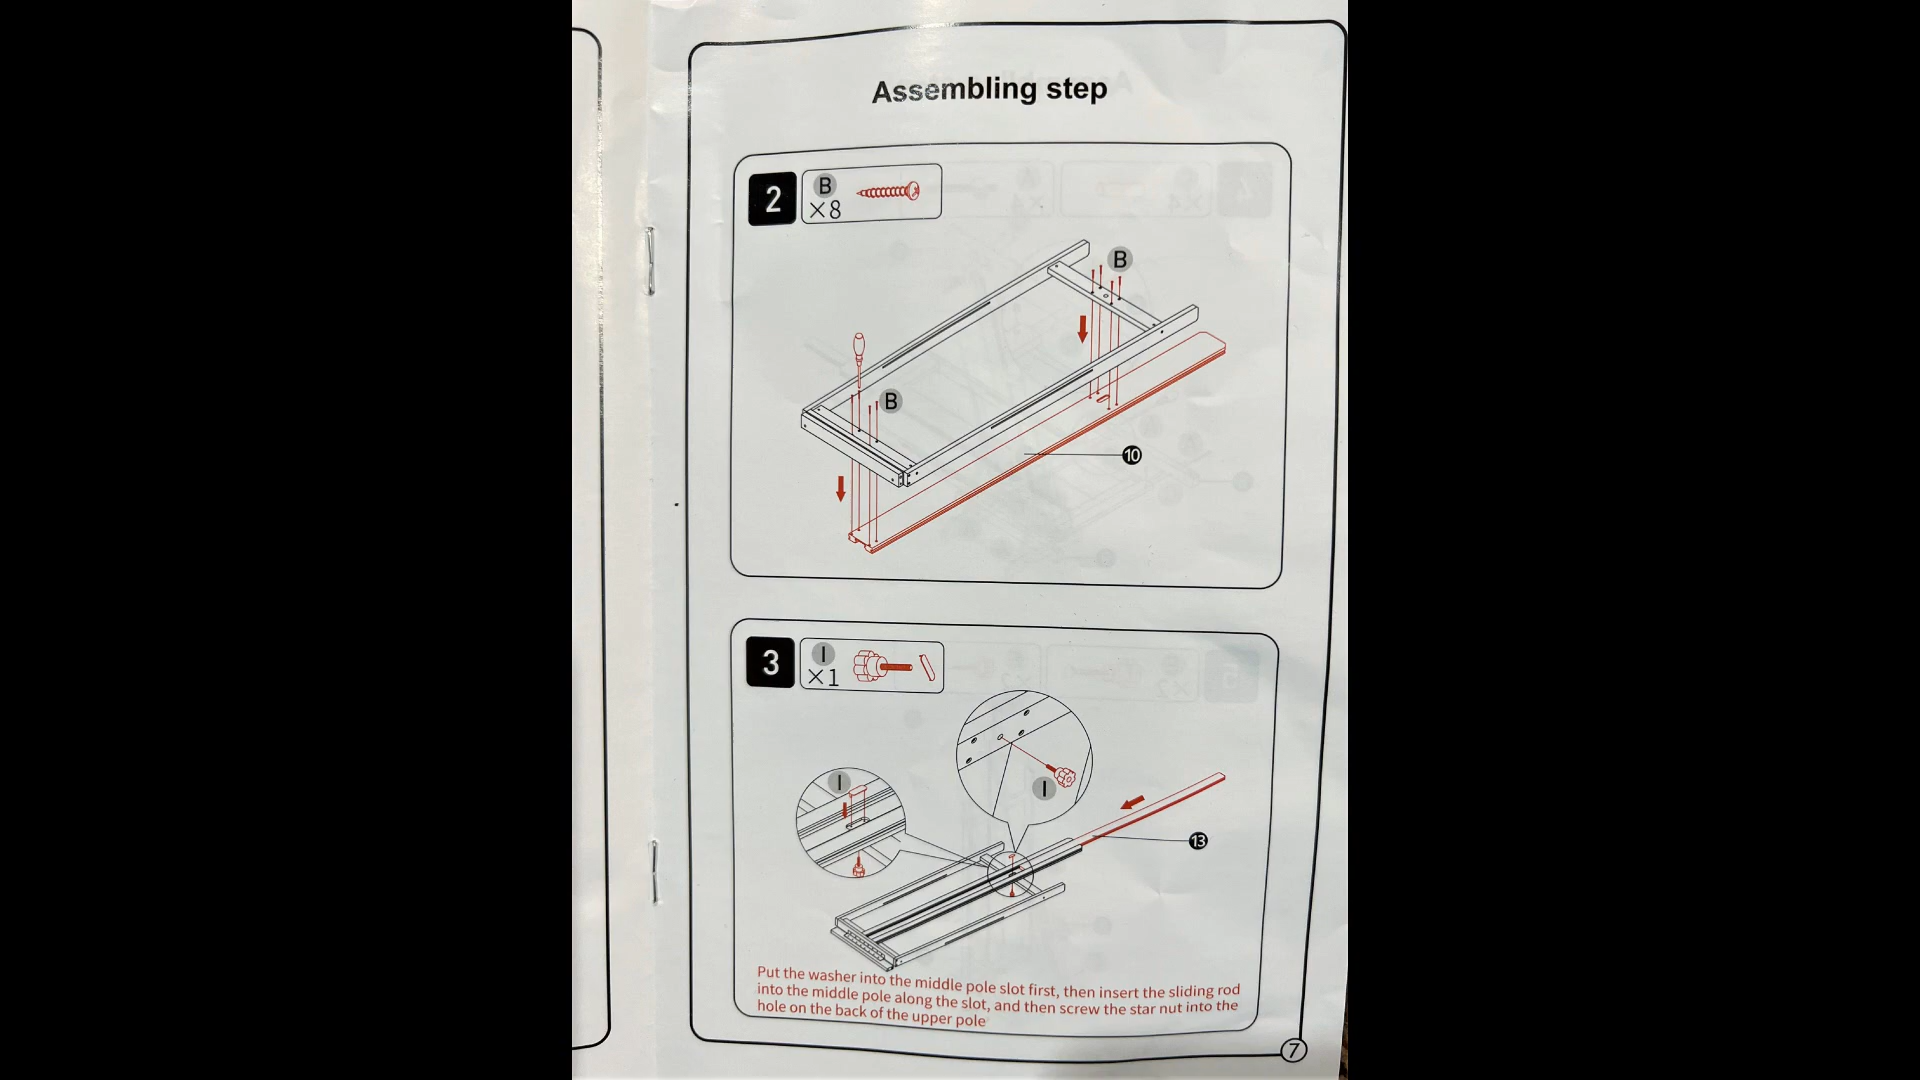 Assembling step
2
B
×8
B
B
10
3
I
×1
I
I
13
Put the washer into the middle pole slot first, then insert the sliding rod
into the middle pole along the slot, and then screw the star nut into the
hole on the back of the upper pole
7